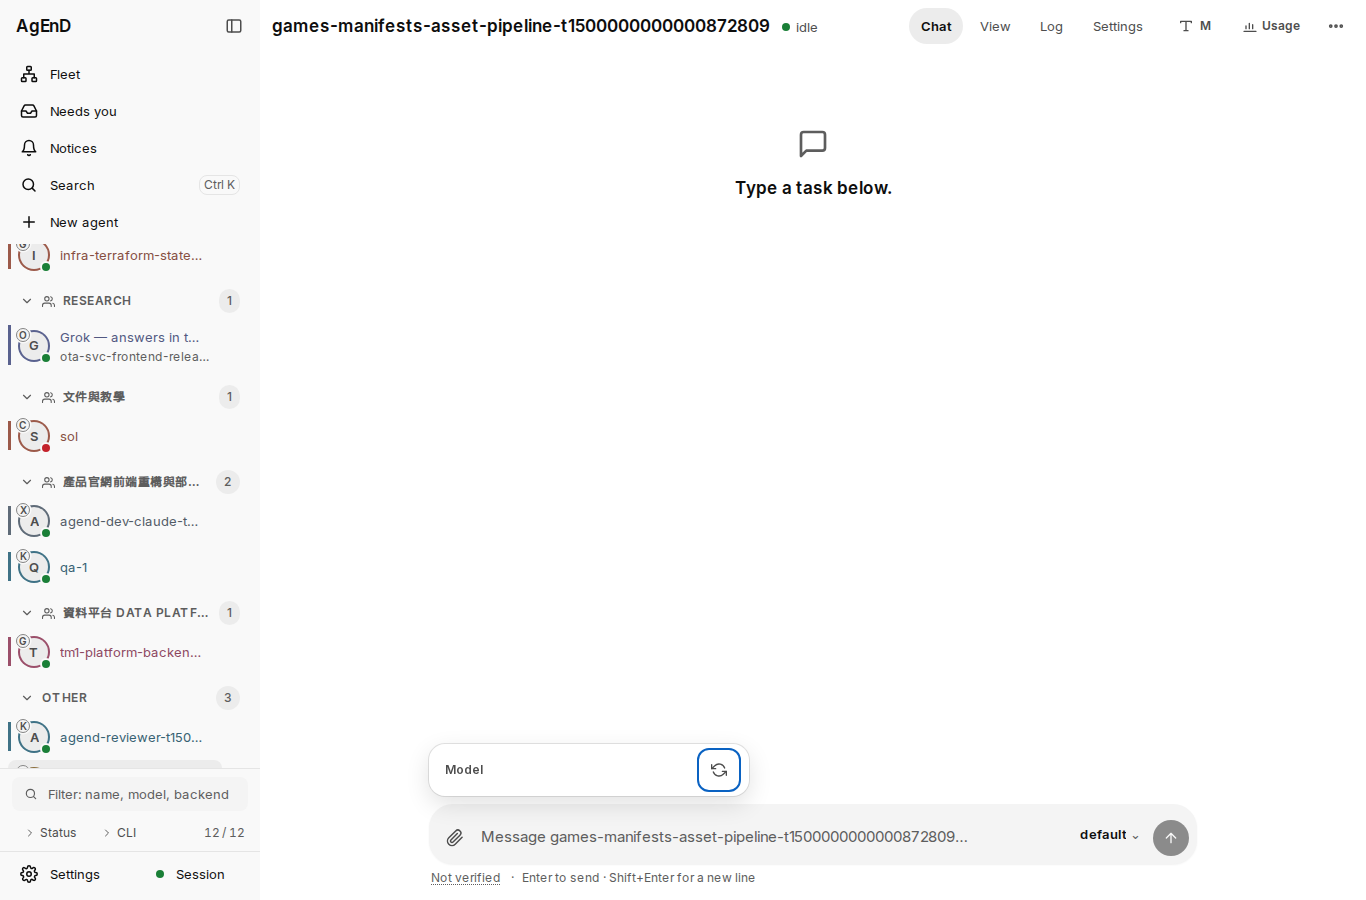 AgEnD
Fleet
Needs you
Notices
Search
Ctrl K
New agent
G
I
infra-terraform-state...
RESEARCH
1
O
G
Grok — answers in t...
ota-svc-frontend-relea...
文件與教學
1
C
S
sol
產品官網前端重構與部...
2
X
A
agend-dev-claude-t...
K
Q
qa-1
資料平台 DATA PLATF...
1
G
T
tm1-platform-backen...
OTHER
3
K
A
agend-reviewer-t150...
Filter: name, model, backend
Status
CLI
12 / 12
Settings
Session
games-manifests-asset-pipeline-t1500000000000872809
idle
Chat
View
Log
Settings
M
Usage
Type a task below.
Model
Message games-manifests-asset-pipeline-t1500000000000872809...
default
Not verified · Enter to send · Shift+Enter for a new line